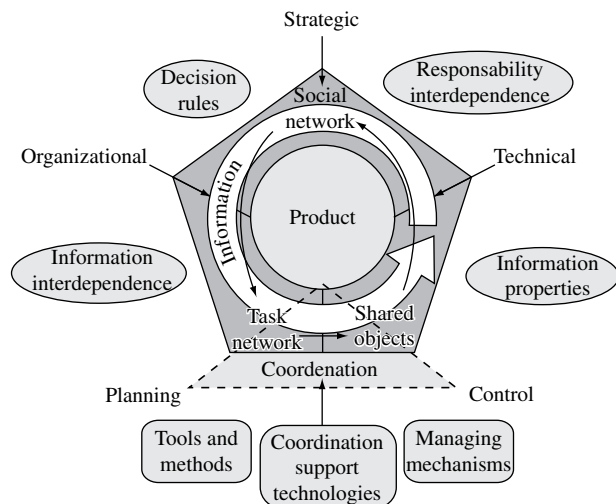 Strategic
Decision
rules
Responsability
interdependence
Social
network
Organizational
Technical
Information
Product
Information
interdependence
Information
properties
Task
network
Shared
objects
Coordenation
Planning
Control
Tools and
methods
Coordination
support
technologies
Managing
mechanisms